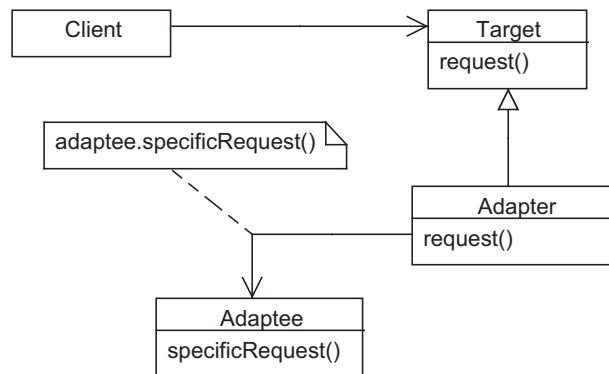 Client
Target
request()
adaptee.specificRequest()
Adapter
request()
Adaptee
specificRequest()